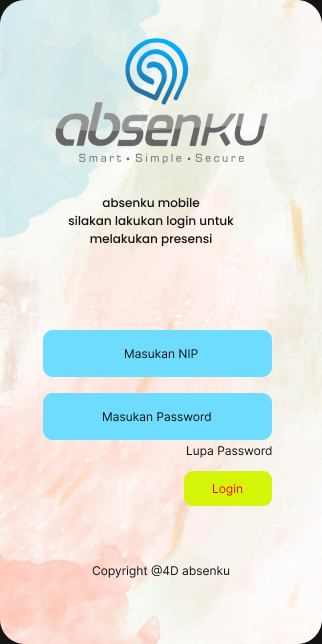 absenku
Smart • Simple • Secure
absenku mobile
silakan lakukan login untuk
melakukan presensi
Masukan NIP
Masukan Password
Lupa Password
Login
Copyright @4D absenku